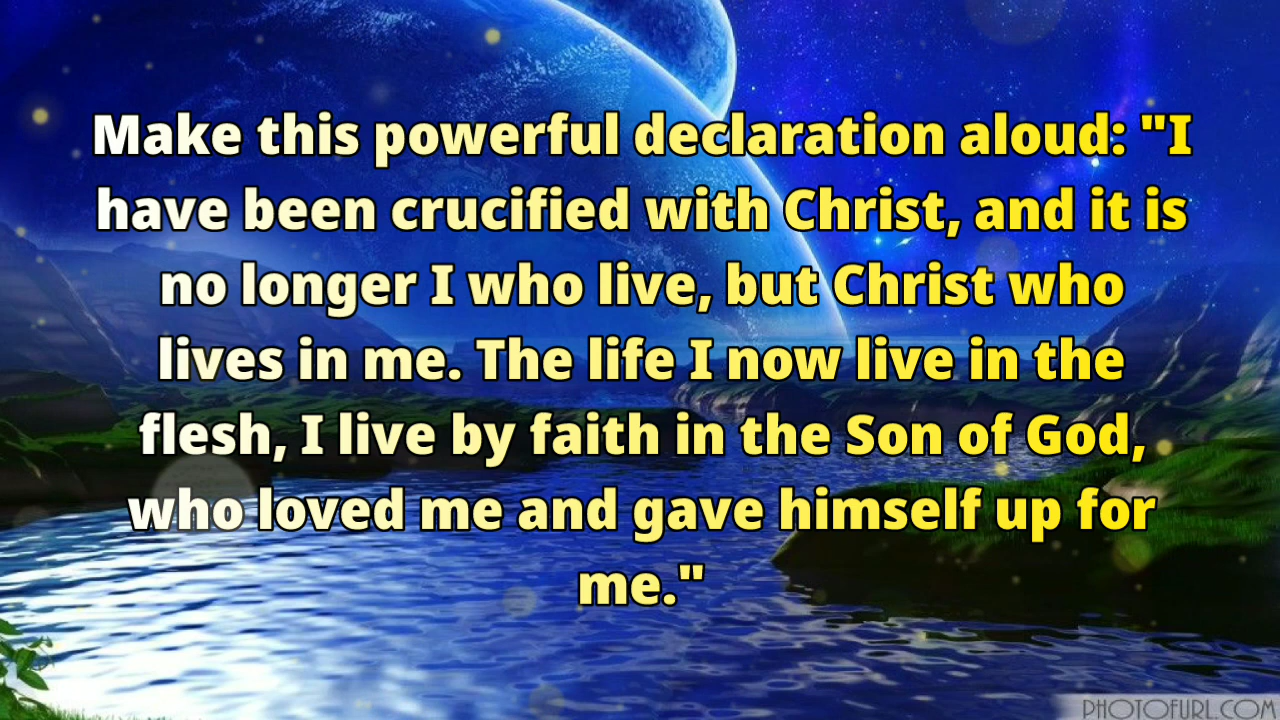 Make this powerful declaration aloud: "I
have been crucified with Christ, and it is
no longer I who live, but Christ who
lives in me. The life I now live in the
flesh, I live by faith in the Son of God,
who loved me and gave himself up for
me."
PHOTOFURL.COM